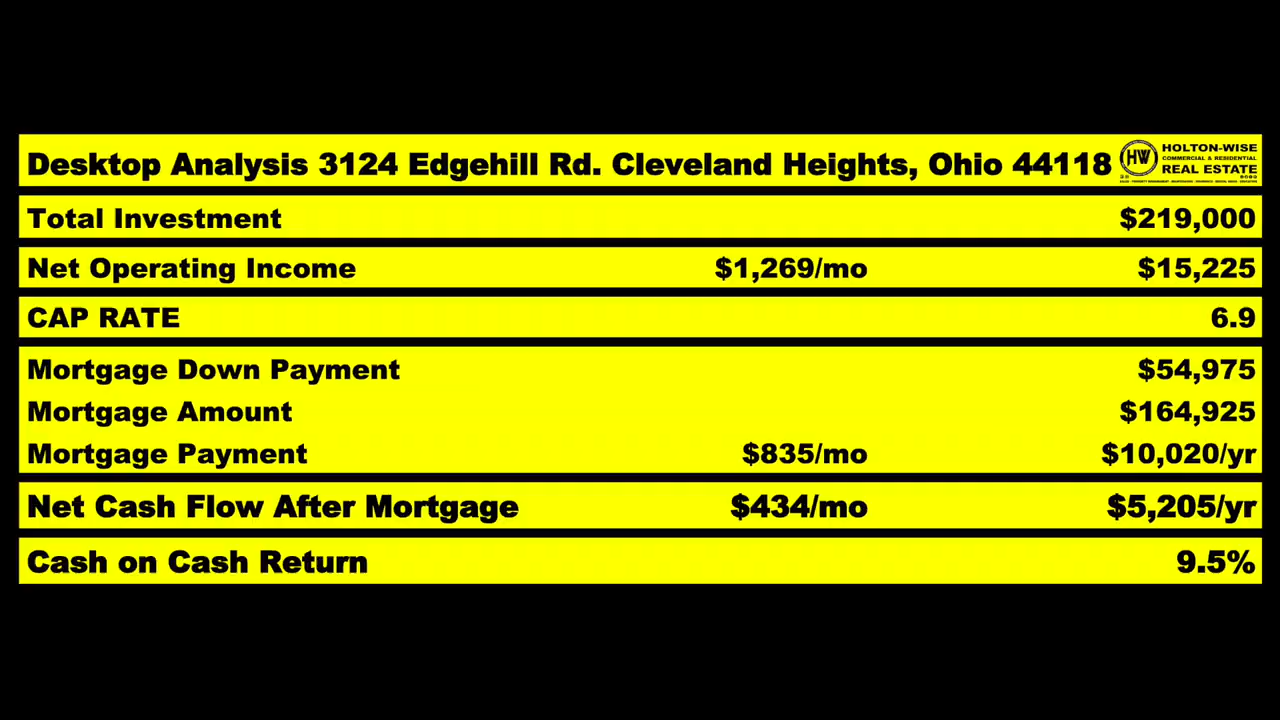 Desktop Analysis 3124 Edgehill Rd. Cleveland Heights, Ohio 44118
HW
HOLTON-WISE
COMMERCIAL & RESIDENTIAL
REAL ESTATE
Total Investment $219,000
Net Operating Income $1,269/mo $15,225
CAP RATE 6.9
Mortgage Down Payment $54,975
Mortgage Amount $164,925
Mortgage Payment $835/mo $10,020/yr
Net Cash Flow After Mortgage $434/mo $5,205/yr
Cash on Cash Return 9.5%